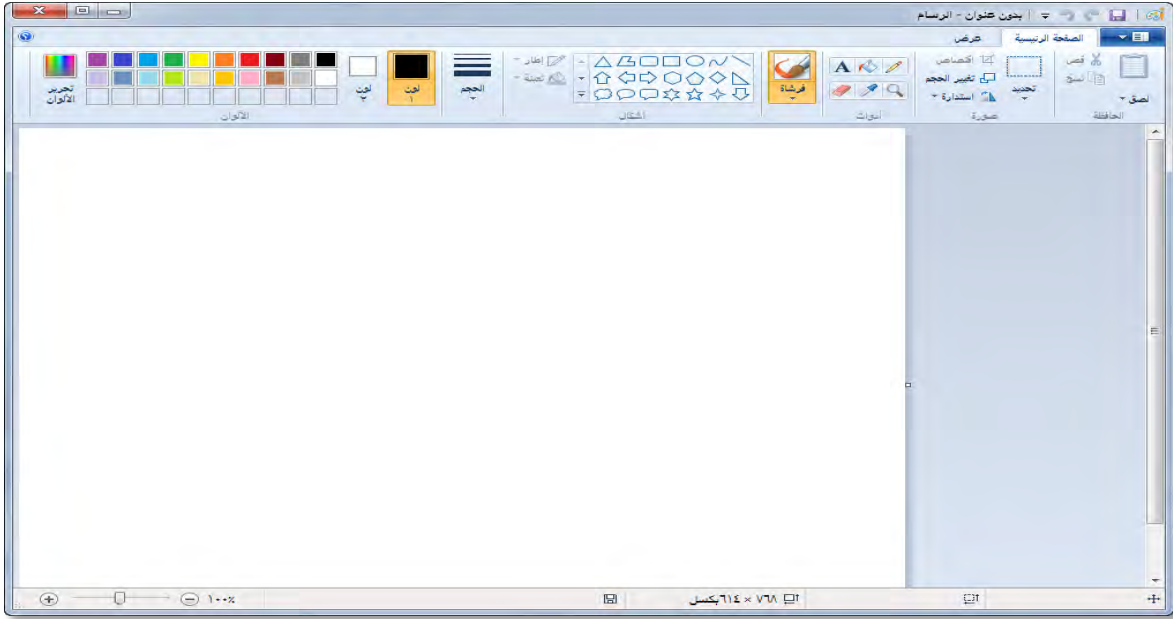 بدون عنوان - الرسام
الصفحة الرئيسية عرض
لصق
قص
نسخ
الحافظة
تحديد
اقتصاص
تغيير الحجم
استدارة
صورة
A
أدوات
فرشاة
إطار
تعبئة
أشكال
الحجم
لون
١
لون
٢
تحرير
الألوان
الألوان
٧٦٨ × ٦١٤بكسل
١٠٠٪